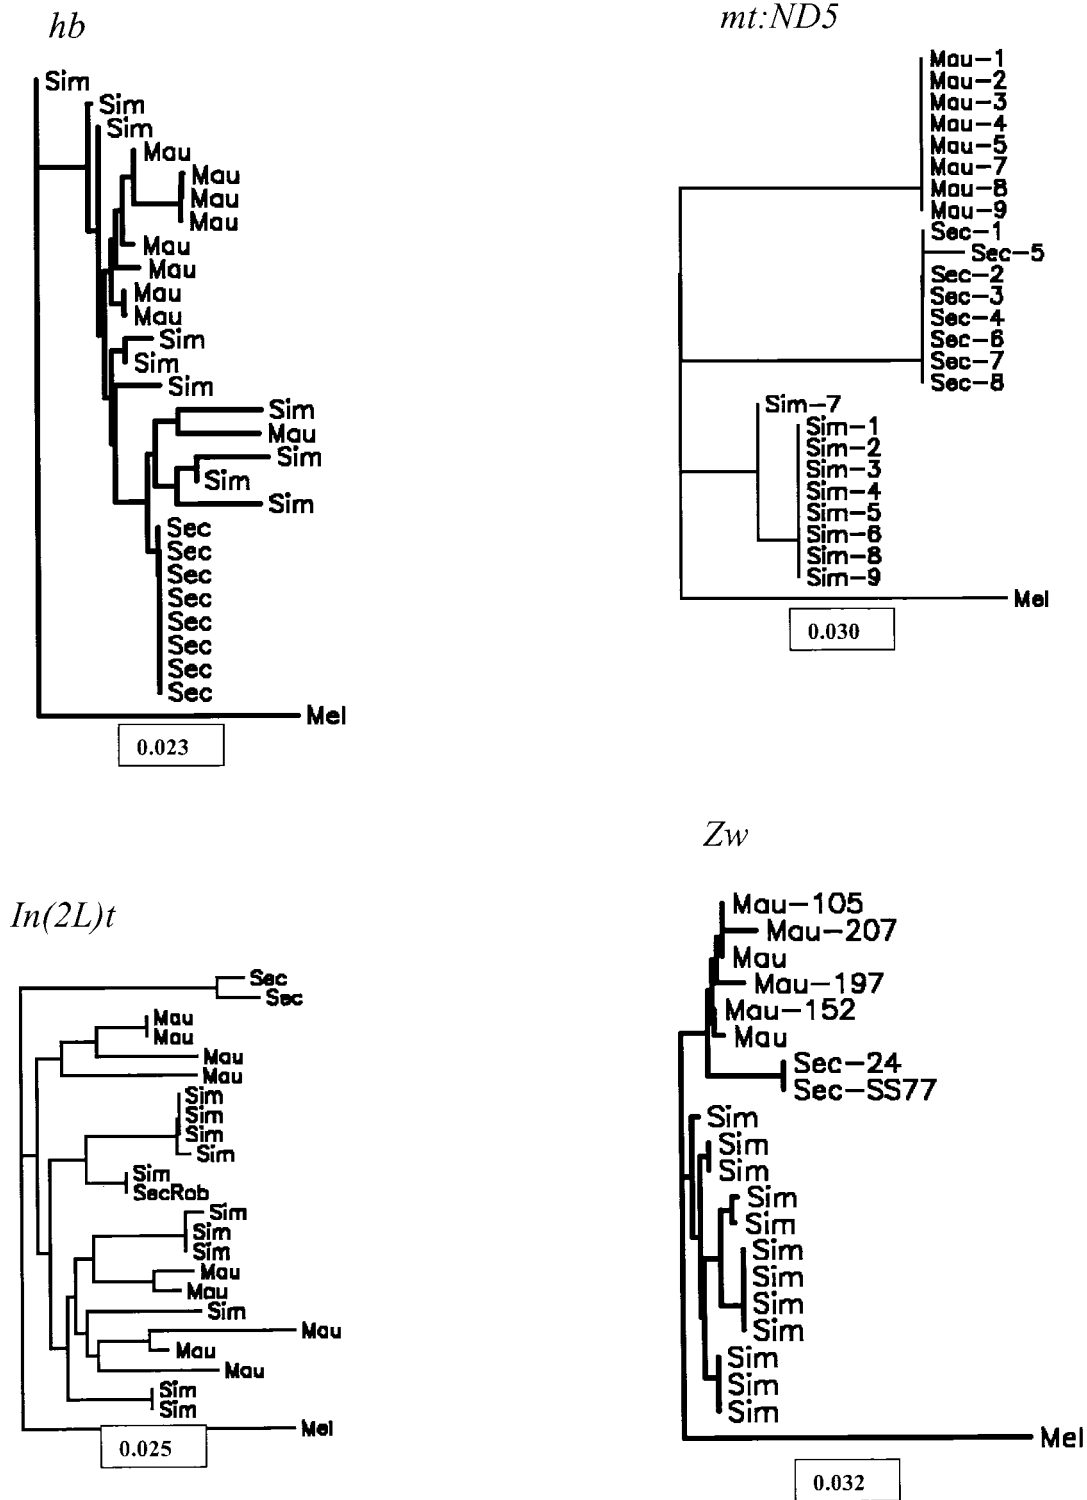 hb
Sim
Sim
Sim
Mau
Mau
Mau
Mau
Mau
Mau
Mau
Mau
Sim
Sim
Sim
Sim
Mau
Sim
Sim
Sim
Sec
Sec
Sec
Sec
Sec
Sec
Sec
Sec
Mel
0.023
mt:ND5
Mau-1
Mau-2
Mau-3
Mau-4
Mau-5
Mau-7
Mau-8
Mau-9
Sec-1
Sec-5
Sec-2
Sec-3
Sec-4
Sec-6
Sec-7
Sec-8
Sim-7
Sim-1
Sim-2
Sim-3
Sim-4
Sim-5
Sim-6
Sim-8
Sim-9
Mel
0.030
In(2L)t
Sec
Sec
Mau
Mau
Mau
Mau
Sim
Sim
Sim
Sim
Sim
SecRob
Sim
Sim
Sim
Mau
Mau
Sim
Mau
Mau
Mau
Sim
Sim
Mel
0.025
Zw
Mau-105
Mau-207
Mau
Mau-197
Mau-152
Mau
Sec-24
Sec-SS77
Sim
Sim
Sim
Sim
Sim
Sim
Sim
Sim
Sim
Sim
Sim
Sim
Mel
0.032